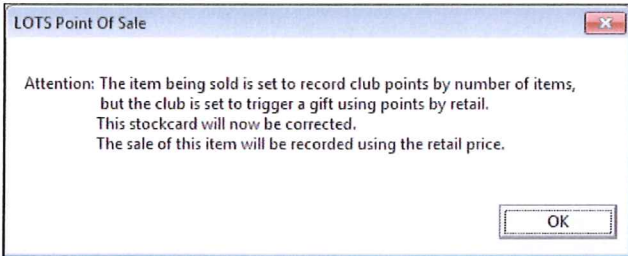 LOTS Point Of Sale
Attention: The item being sold is set to record club points by number of items,
but the club is set to trigger a gift using points by retail.
This stockcard will now be corrected.
The sale of this item will be recorded using the retail price.
OK